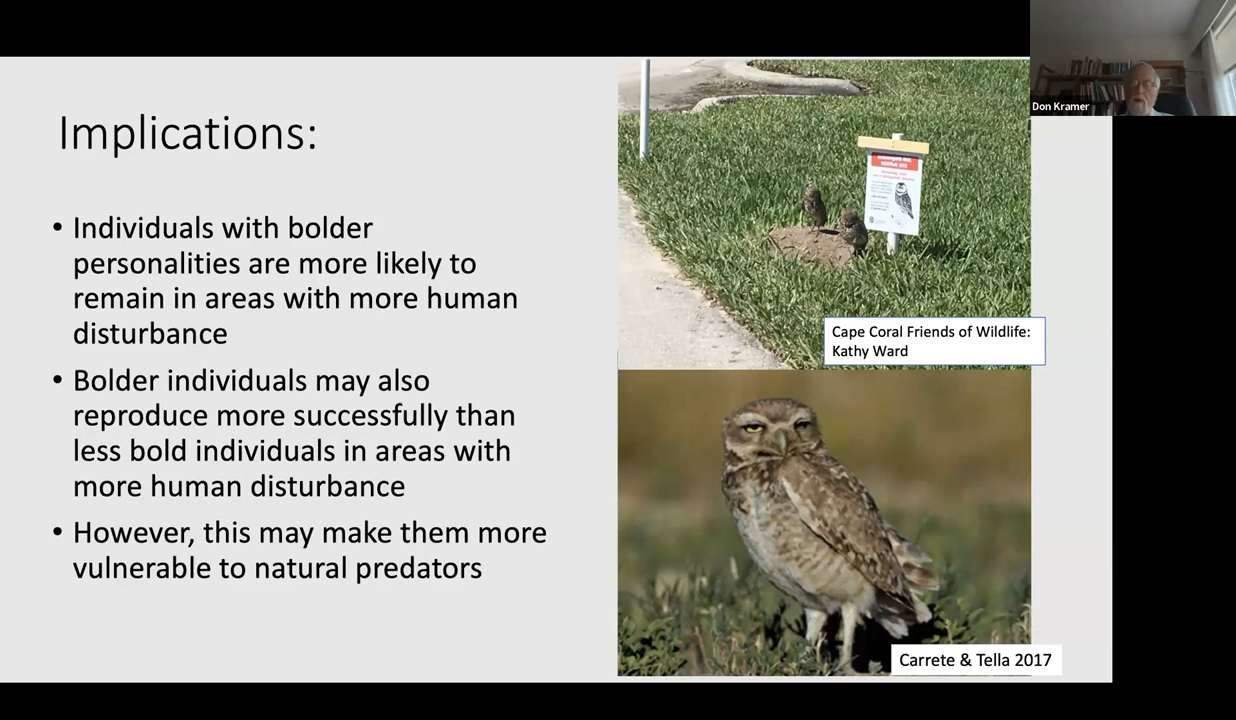 Don Kramer
Implications:
• Individuals with bolder
personalities are more likely to
remain in areas with more human
disturbance
• Bolder individuals may also
reproduce more successfully than
less bold individuals in areas with
more human disturbance
• However, this may make them more
vulnerable to natural predators
Cape Coral Friends of Wildlife:
Kathy Ward
Carrete & Tella 2017